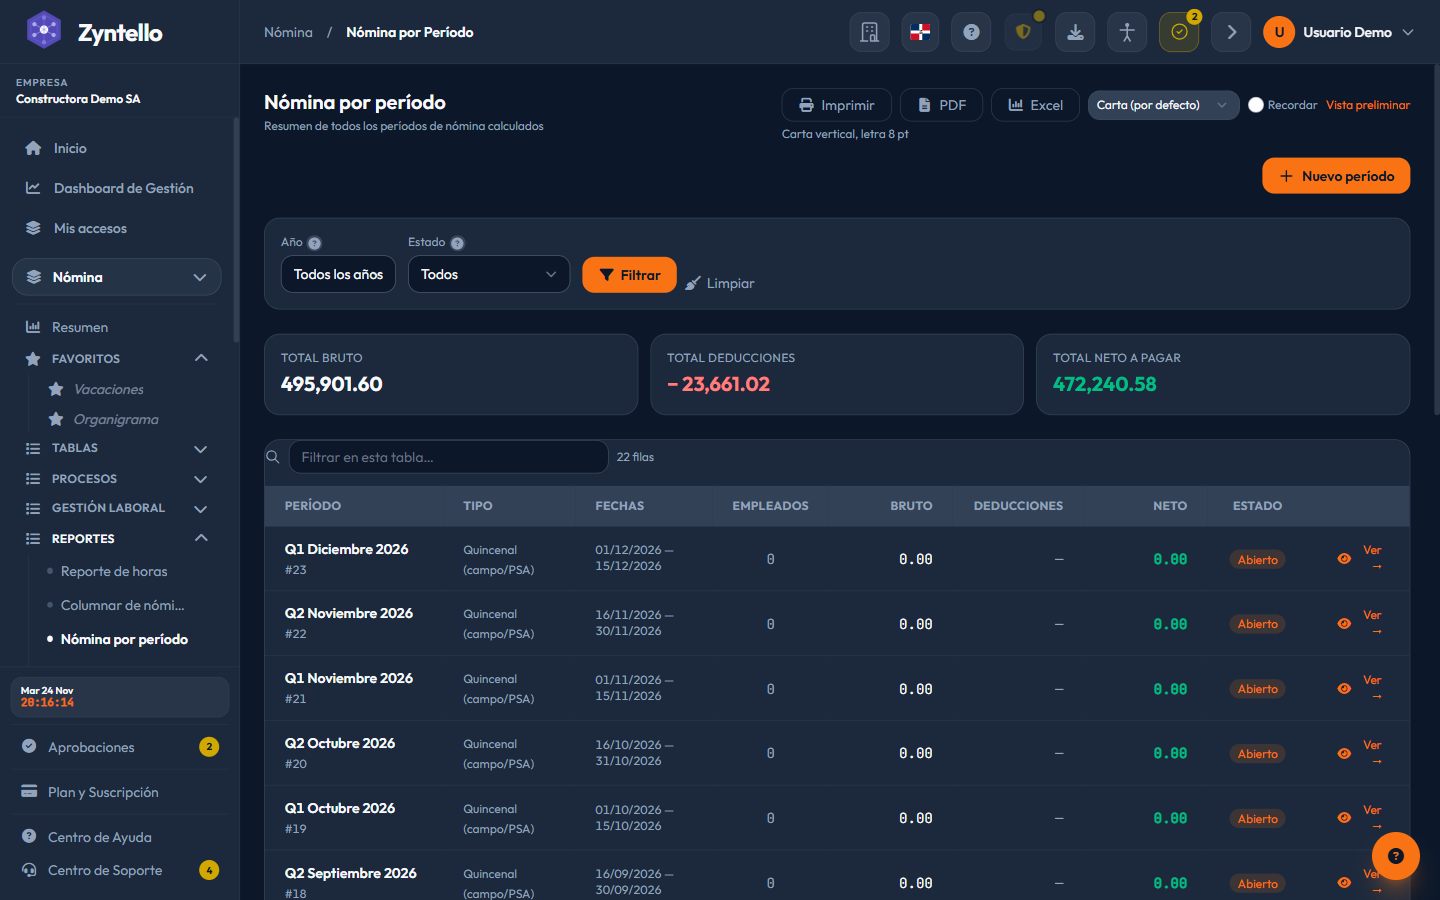 Zyntello
EMPRESA
Constructora Demo SA
Inicio
Dashboard de Gestión
Mis accesos
Nómina
Resumen
FAVORITOS
Vacaciones
Organigrama
TABLAS
PROCESOS
GESTIÓN LABORAL
REPORTES
Reporte de horas
Columnar de nómi...
Nómina por período
Mar 24 Nov
20:16:14
Aprobaciones 2
Plan y Suscripción
Centro de Ayuda
Centro de Soporte 4
Nómina / Nómina por Período
2
U Usuario Demo
Nómina por período
Resumen de todos los períodos de nómina calculados
Imprimir PDF Excel Carta (por defecto) Recordar Vista preliminar
Carta vertical, letra 8 pt
+ Nuevo período
Año ? Estado ?
Todos los años Todos Filtrar Limpiar
TOTAL BRUTO
495,901.60
TOTAL DEDUCCIONES
− 23,661.02
TOTAL NETO A PAGAR
472,240.58
Filtrar en esta tabla... 22 filas
PERÍODO TIPO FECHAS EMPLEADOS BRUTO DEDUCCIONES NETO ESTADO
Q1 Diciembre 2026 Quincenal 01/12/2026 — 0 0.00 — 0.00 Abierto Ver
#23 (campo/PSA) 15/12/2026 →
Q2 Noviembre 2026 Quincenal 16/11/2026 — 0 0.00 — 0.00 Abierto Ver
#22 (campo/PSA) 30/11/2026 →
Q1 Noviembre 2026 Quincenal 01/11/2026 — 0 0.00 — 0.00 Abierto Ver
#21 (campo/PSA) 15/11/2026 →
Q2 Octubre 2026 Quincenal 16/10/2026 — 0 0.00 — 0.00 Abierto Ver
#20 (campo/PSA) 31/10/2026 →
Q1 Octubre 2026 Quincenal 01/10/2026 — 0 0.00 — 0.00 Abierto Ver
#19 (campo/PSA) 15/10/2026 →
Q2 Septiembre 2026 Quincenal 16/09/2026 — 0 0.00 — 0.00 Abierto Ver
#18 (campo/PSA) 30/09/2026 →
?